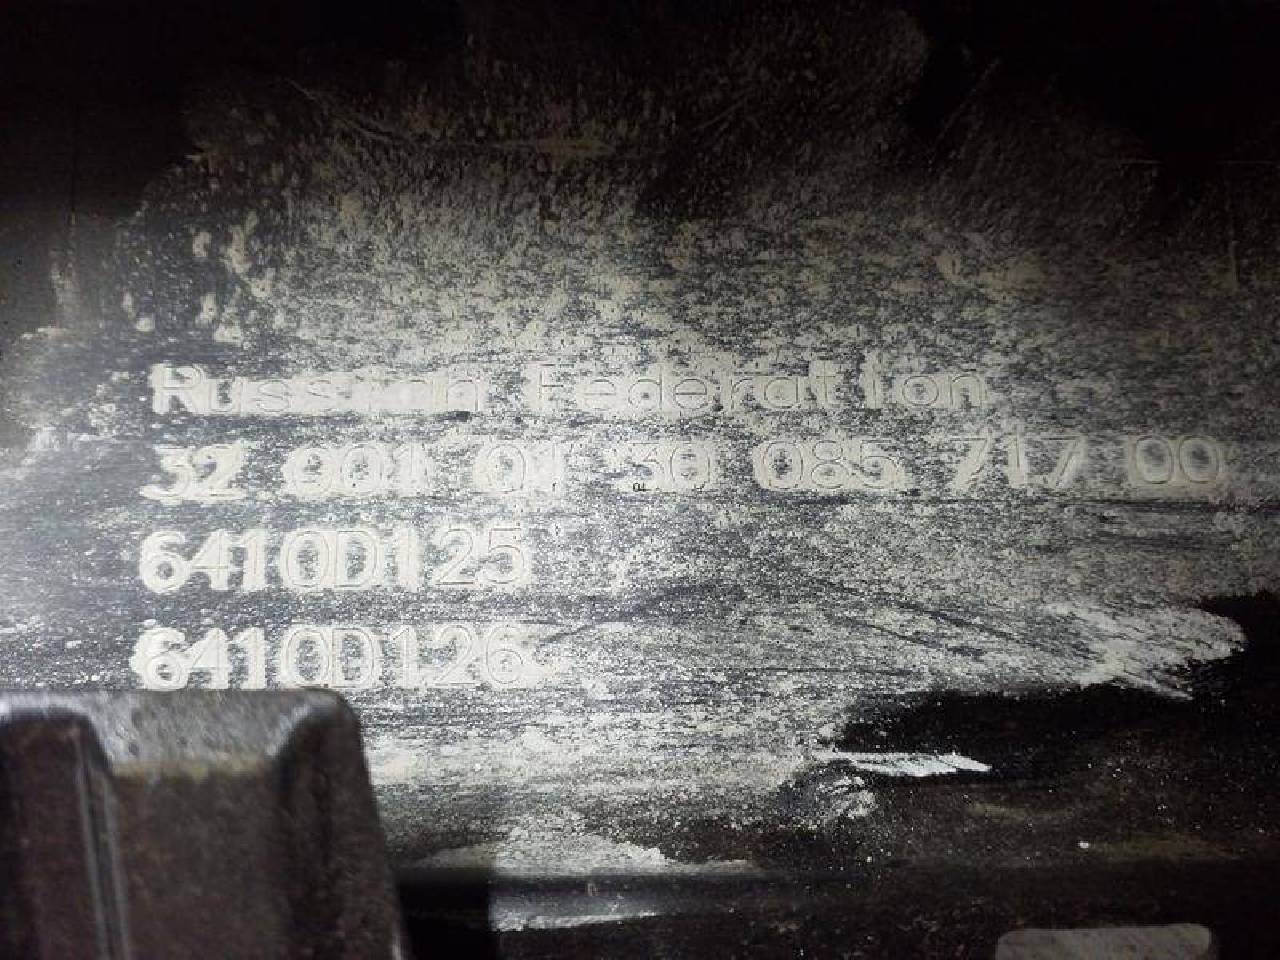 Russian Federation
32 001 01 30 085 717 00
6410D125
6410D126